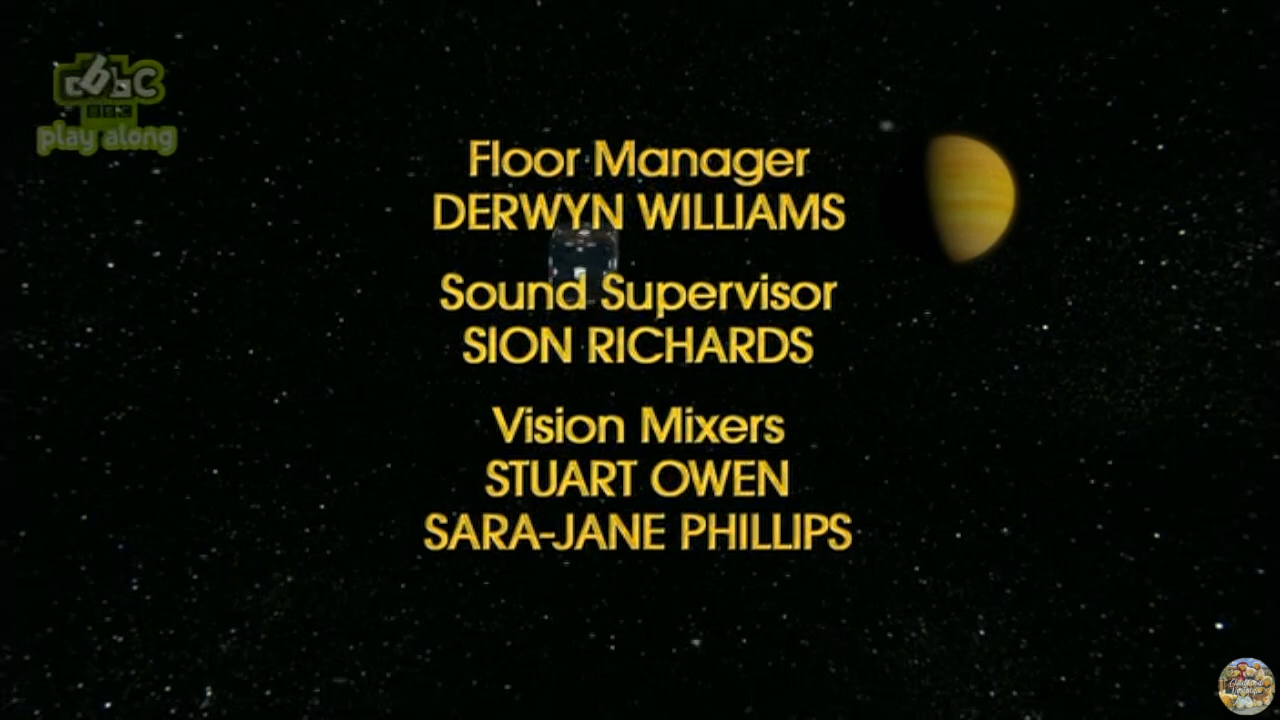 cbbc
BBC
play along
Floor Manager
DERWYN WILLIAMS
Sound Supervisor
SION RICHARDS
Vision Mixers
STUART OWEN
SARA-JANE PHILLIPS